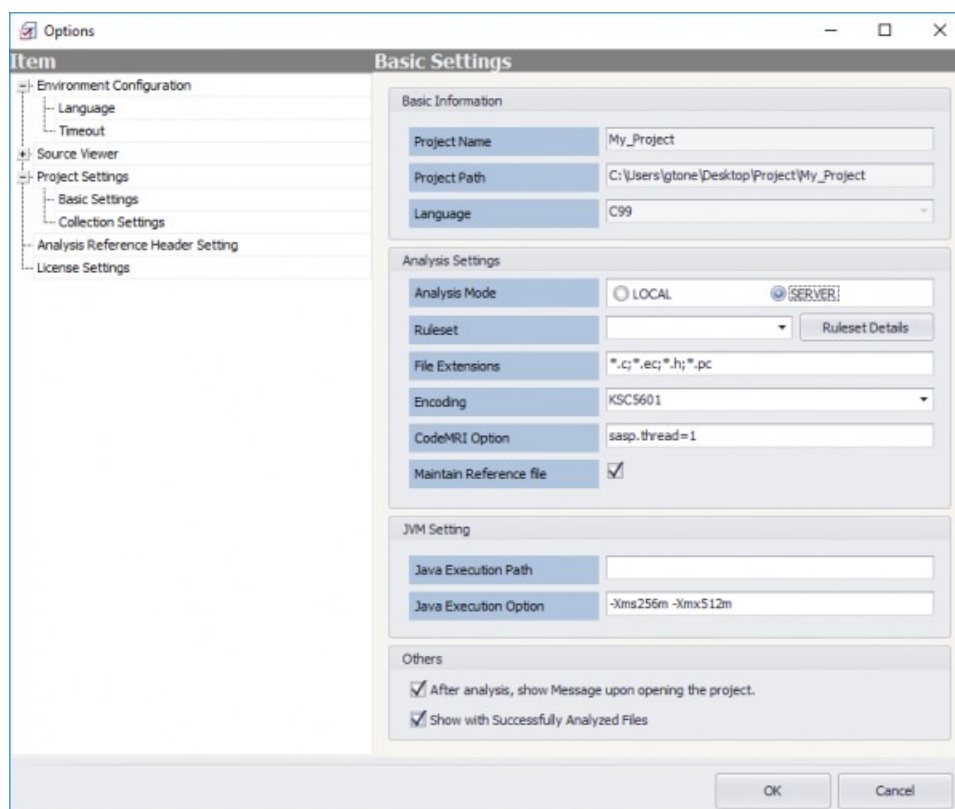 Options
Item
Basic Settings
Environment Configuration
Language
Timeout
Source Viewer
Project Settings
Basic Settings
Collection Settings
Analysis Reference Header Setting
License Settings
Basic Information
Project Name My_Project
Project Path C:\Users\gtone\Desktop\Project\My_Project
Language C99
Analysis Settings
Analysis Mode LOCAL SERVER
Ruleset Ruleset Details
File Extensions *.c;*.ec;*.h;*.pc
Encoding KSC5601
CodeMRI Option sasp.thread=1
Maintain Reference file
JVM Setting
Java Execution Path
Java Execution Option -Xms256m -Xmx512m
Others
After analysis, show Message upon opening the project.
Show with Successfully Analyzed Files
OK Cancel